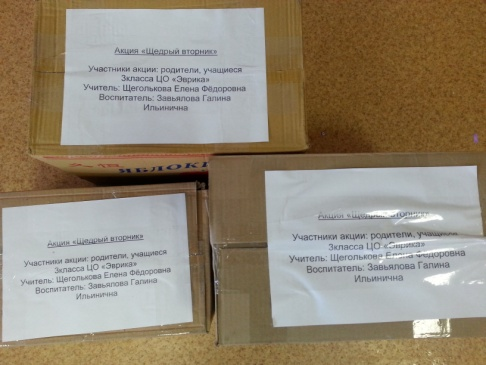 Акция «Щедрый вторник»
Участники акции: родители, учащиеся
3класса ЦО «Эврика»
Учитель: Щеголькова Елена Фёдоровна
Воспитатель: Завьялова Галина
Ильинична
ЯБЛОКИ
Акция «Щедрый вторник»
Участники акции: родители, учащиеся
3класса ЦО «Эврика»
Учитель: Щеголькова Елена Фёдоровна
Воспитатель: Завьялова Галина
Ильинична
Акция «Щедрый вторник»
Участники акции: родители, учащиеся
3класса ЦО «Эврика»
Учитель: Щеголькова Елена Фёдоровна
Воспитатель: Завьялова Галина
Ильинична